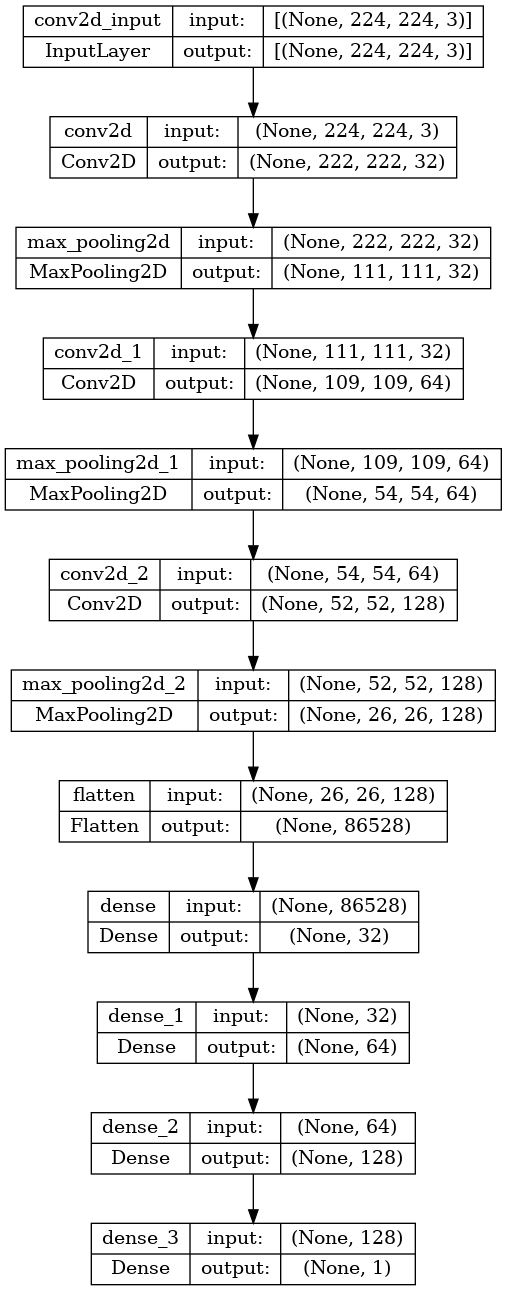 conv2d_input input: [(None, 224, 224, 3)]
InputLayer output: [(None, 224, 224, 3)]
conv2d input: (None, 224, 224, 3)
Conv2D output: (None, 222, 222, 32)
max_pooling2d input: (None, 222, 222, 32)
MaxPooling2D output: (None, 111, 111, 32)
conv2d_1 input: (None, 111, 111, 32)
Conv2D output: (None, 109, 109, 64)
max_pooling2d_1 input: (None, 109, 109, 64)
MaxPooling2D output: (None, 54, 54, 64)
conv2d_2 input: (None, 54, 54, 64)
Conv2D output: (None, 52, 52, 128)
max_pooling2d_2 input: (None, 52, 52, 128)
MaxPooling2D output: (None, 26, 26, 128)
flatten input: (None, 26, 26, 128)
Flatten output: (None, 86528)
dense input: (None, 86528)
Dense output: (None, 32)
dense_1 input: (None, 32)
Dense output: (None, 64)
dense_2 input: (None, 64)
Dense output: (None, 128)
dense_3 input: (None, 128)
Dense output: (None, 1)